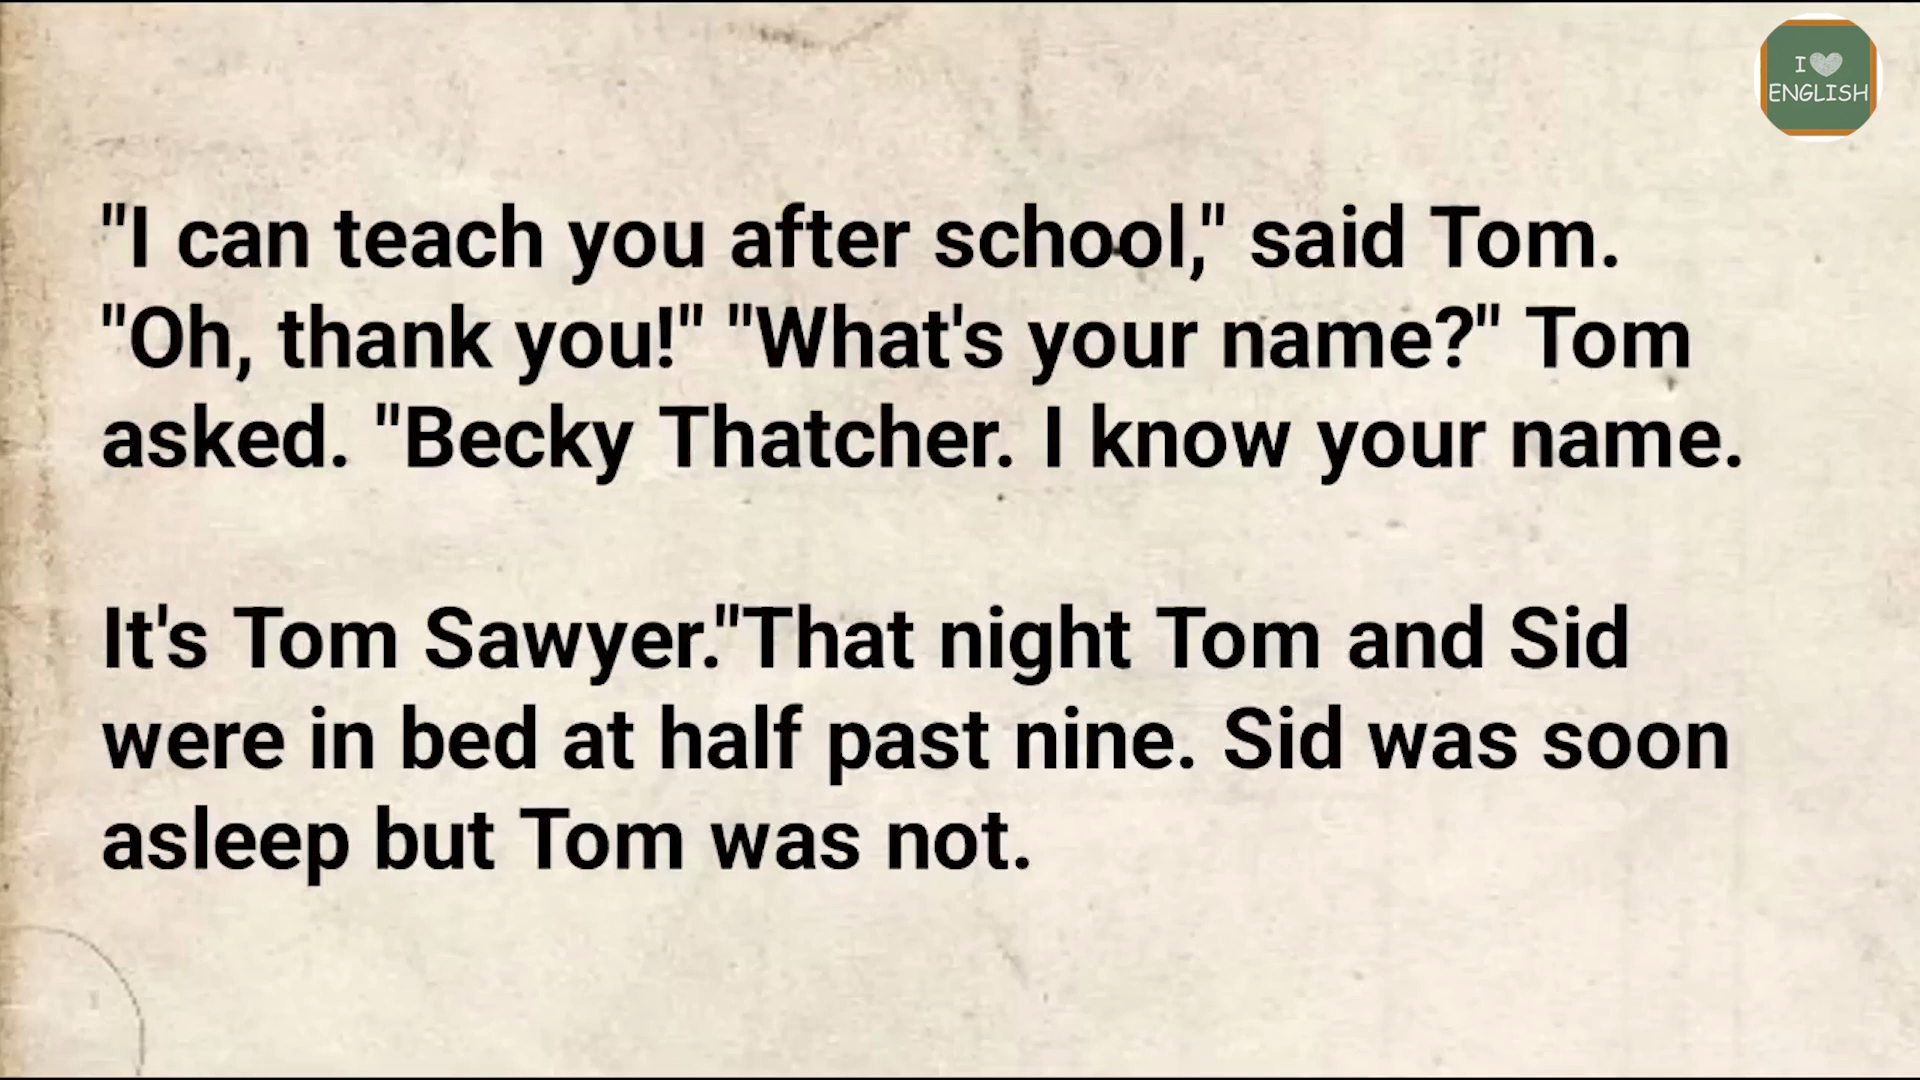 I ❤ 
ENGLISH
"I can teach you after school," said Tom.
"Oh, thank you!" "What's your name?" Tom
asked. "Becky Thatcher. I know your name.
It's Tom Sawyer."That night Tom and Sid
were in bed at half past nine. Sid was soon
asleep but Tom was not.